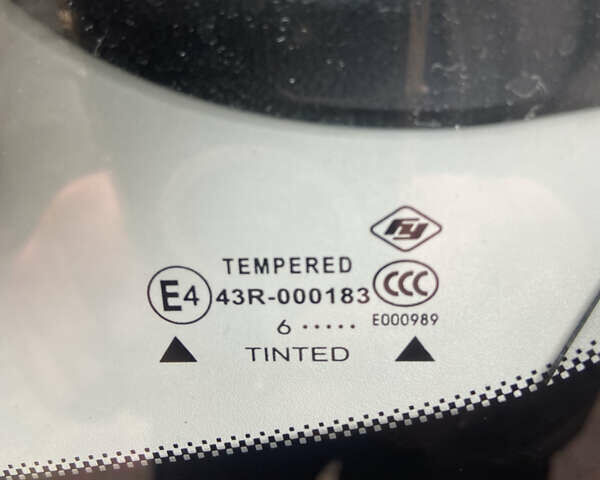 FY
TEMPERED
E4 43R-000183 CCC
6 ····· E000989
TINTED